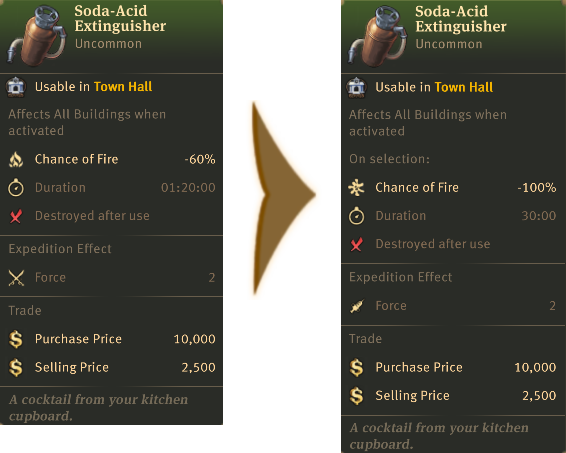 Soda-Acid
Extinguisher
Uncommon
Usable in Town Hall
Affects All Buildings when
activated
Chance of Fire -60%
Duration 01:20:00
Destroyed after use
Expedition Effect
Force 2
Trade
Purchase Price 10,000
Selling Price 2,500
A cocktail from your kitchen
cupboard.
Soda-Acid
Extinguisher
Uncommon
Usable in Town Hall
Affects All Buildings when
activated
On selection:
Chance of Fire -100%
Duration 30:00
Destroyed after use
Expedition Effect
Force 2
Trade
Purchase Price 10,000
Selling Price 2,500
A cocktail from your kitchen
cupboard.